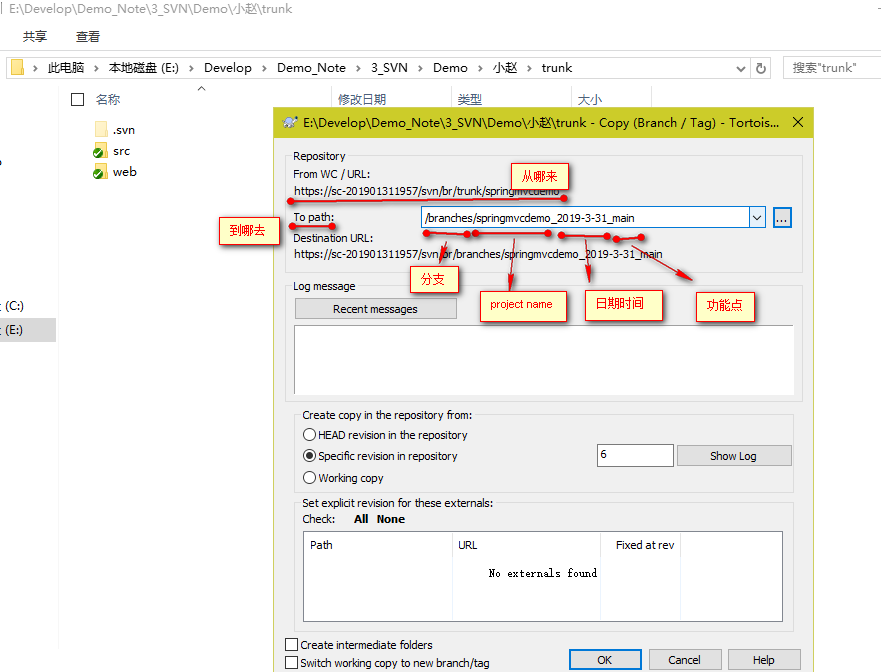 E:\Develop\Demo_Note\3_SVN\Demo\小赵\trunk
共享 查看
此电脑 本地磁盘 (E:) Develop Demo_Note 3_SVN Demo 小赵 trunk 搜索"trunk"
名称 修改日期 类型 大小
.svn
src
web
(C:)
(E:)
E:\Develop\Demo_Note\3_SVN\Demo\小赵\trunk - Copy (Branch / Tag) - Tortois...
Repository
From WC / URL:
从哪来
https://sc-201901311957/svn/br/trunk/springmvcdemo
到哪去
To path:
/branches/springmvcdemo_2019-3-31_main
...
Destination URL:
https://sc-201901311957/svn/br/branches/springmvcdemo_2019-3-31_main
分支
project name
日期时间
功能点
Log message
Recent messages
Create copy in the repository from:
HEAD revision in the repository
Specific revision in repository
6
Show Log
Working copy
Set explicit revision for these externals:
Check: All None
Path URL Fixed at rev
No externals found
Create intermediate folders
Switch working copy to new branch/tag
OK Cancel Help